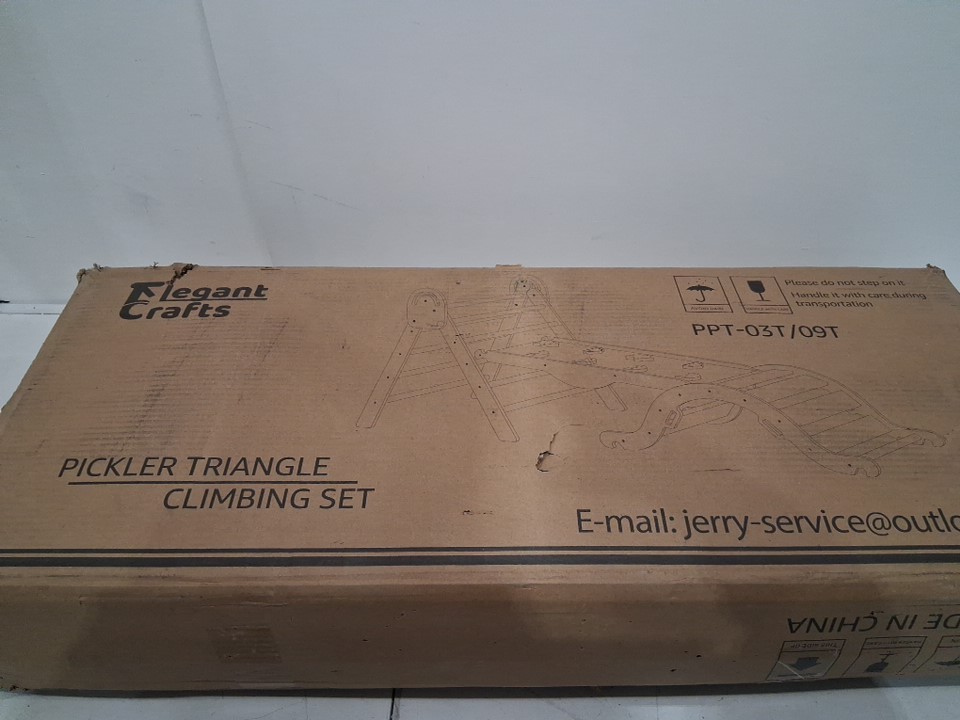 Elegant
Crafts
Please do not step on it
Handle it with care,during
transportation
PPT-03T/09T
PICKLER TRIANGLE
CLIMBING SET
E-mail: jerry-service@outlo
DE IN CHINA